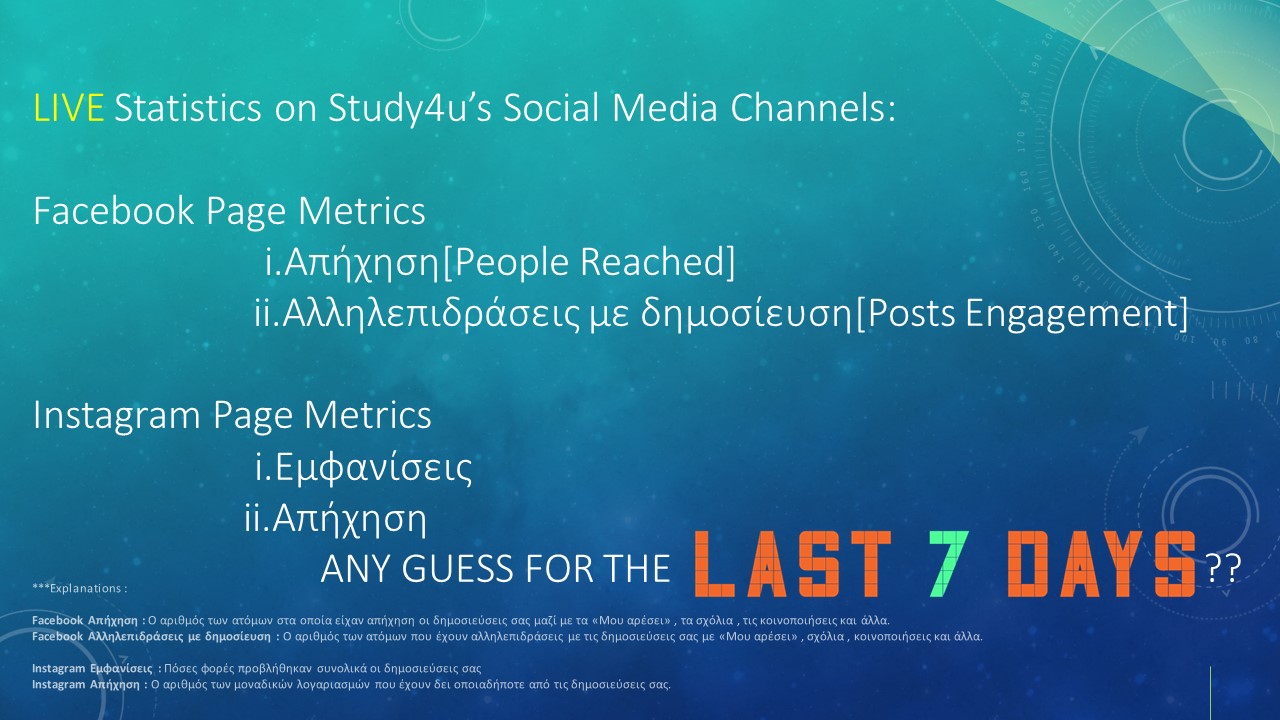 LIVE Statistics on Study4u’s Social Media Channels:
Facebook Page Metrics
i.Απήχηση[People Reached]
ii.Αλληλεπιδράσεις με δημοσίευση[Posts Engagement]
Instagram Page Metrics
i.Εμφανίσεις
ii.Απήχηση
ANY GUESS FOR THE LAST 7 DAYS??
***Explanations :
Facebook Απήχηση : Ο αριθμός των ατόμων στα οποία είχαν απήχηση οι δημοσιεύσεις σας μαζί με τα «Μου αρέσει» , τα σχόλια , τις κοινοποιήσεις και άλλα.
Facebook Αλληλεπιδράσεις με δημοσίευση : Ο αριθμός των ατόμων που έχουν αλληλεπιδράσεις με τις δημοσιεύσεις σας με «Μου αρέσει» , σχόλια , κοινοποιήσεις και άλλα.
Instagram Εμφανίσεις : Πόσες φορές προβλήθηκαν συνολικά οι δημοσιεύσεις σας
Instagram Απήχηση : Ο αριθμός των μοναδικών λογαριασμών που έχουν δει οποιαδήποτε από τις δημοσιεύσεις σας.